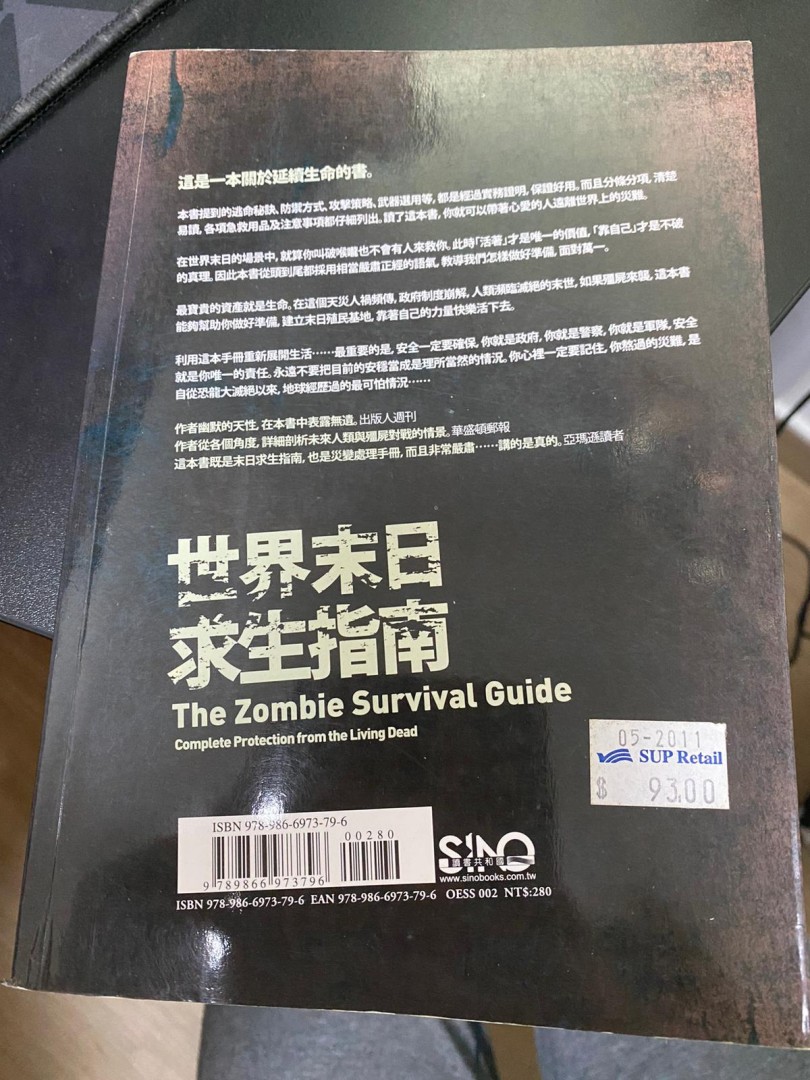 這是一本關於延續生命的書。
本書提到的逃命秘訣、防禦方式、攻擊策略、武器選用等，都是經過實務證明，保證好用。而且分條分項，清楚
易讀，各項急救用品及注意事項都仔細列出。讀了這本書，你就可以帶著心愛的人遠離世界上的災難。
在世界末日的場景中，就算你叫破喉嚨也不會有人來救你。此時「活著」才是唯一的價值，「靠自己」才是不破
的真理。因此本書從頭到尾都採用相當嚴肅正經的語氣，教導我們怎樣做好準備，面對萬一。
最寶貴的資產就是生命。在這個天災人禍頻傳，政府制度崩解，人類瀕臨滅絕的末世，如果殭屍來襲，這本書
能夠幫助你做好準備，建立末日殖民基地，靠著自己的力量快樂活下去。
利用這本手冊重新展開生活……最重要的是，安全一定要確保，你就是政府，你就是警察，你就是軍隊，安全
就是你唯一的責任。永遠不要把目前的安穩當成是理所當然的情況。你心裡一定要記住，你熬過的災難，是
自從恐龍大滅絕以來，地球經歷過的最可怕情況……
作者幽默的天性，在本書中表露無遺。出版人週刊
作者從各個角度，詳細剖析未來人類與殭屍對戰的情景。華盛頓郵報
這本書既是末日求生指南，也是災變處理手冊，而且非常嚴肅……講的是真的。亞瑪遜讀者
世界末日
求生指南
The Zombie Survival Guide
Complete Protection from the Living Dead
05-2011
SUP Retail
$ 93.00
ISBN 978-986-6973-79-6
00280
9 789866 973796
SINO
讀書共和國
www.sinobooks.com.tw
ISBN 978-986-6973-79-6 EAN 978-986-6973-79-6 OESS 002 NT$:280